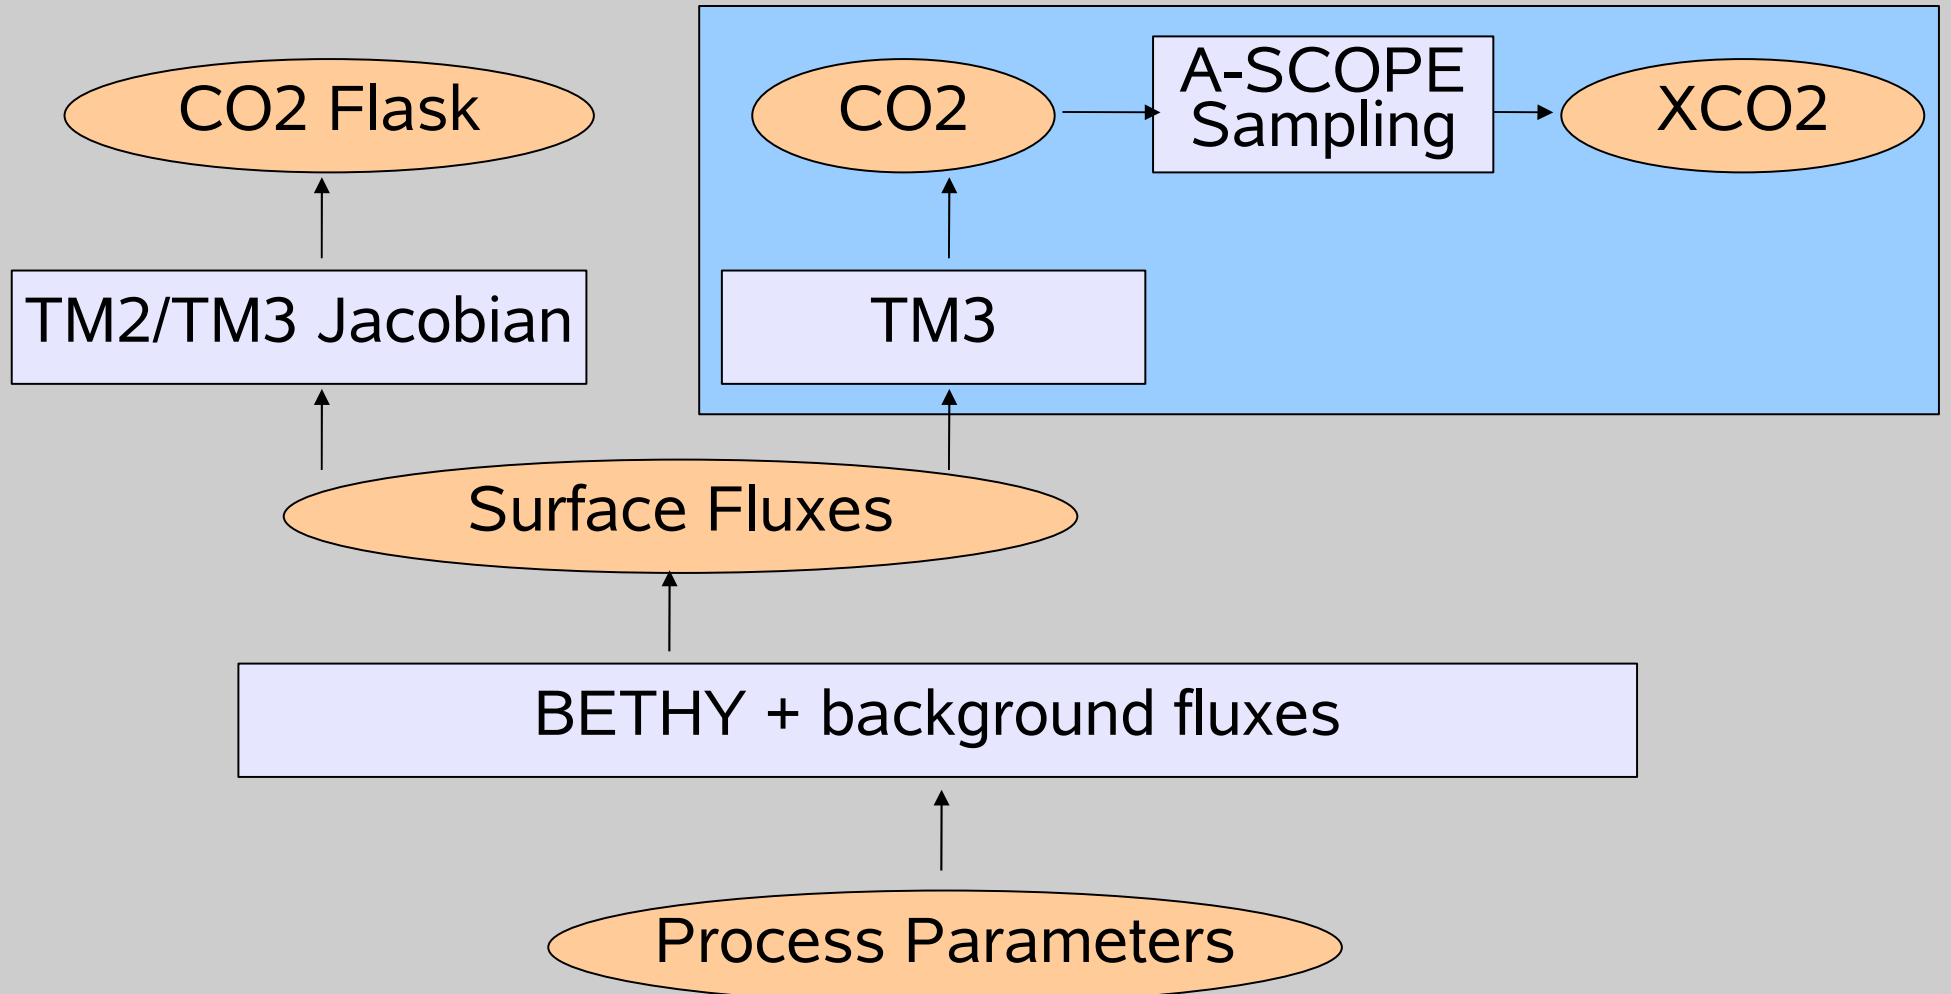 CO2 Flask
CO2
A-SCOPE
Sampling
XCO2
TM2/TM3 Jacobian
TM3
Surface Fluxes
BETHY + background fluxes
Process Parameters